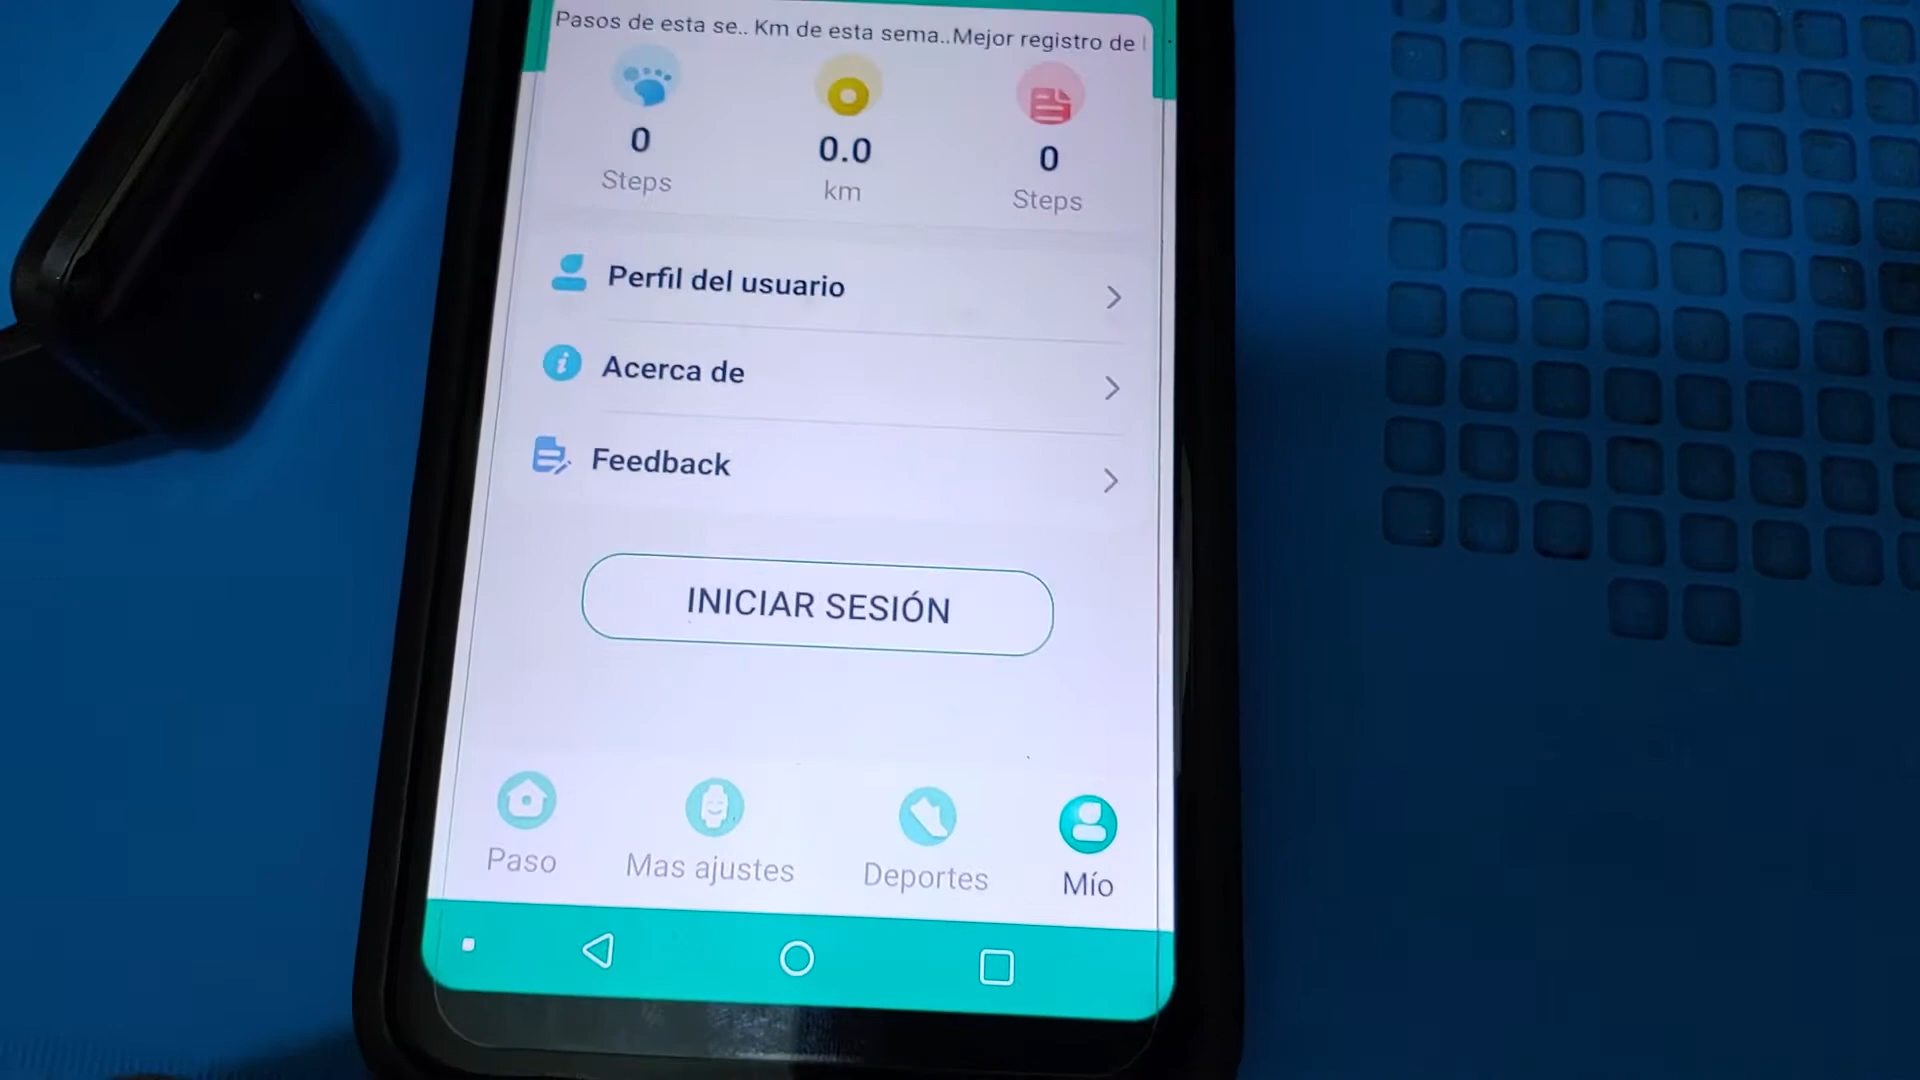 Pasos de esta se.. Km de esta sema..Mejor registro de
0 0.0 0
Steps km Steps
Perfil del usuario
Acerca de
Feedback
INICIAR SESIÓN
Paso Mas ajustes Deportes Mío